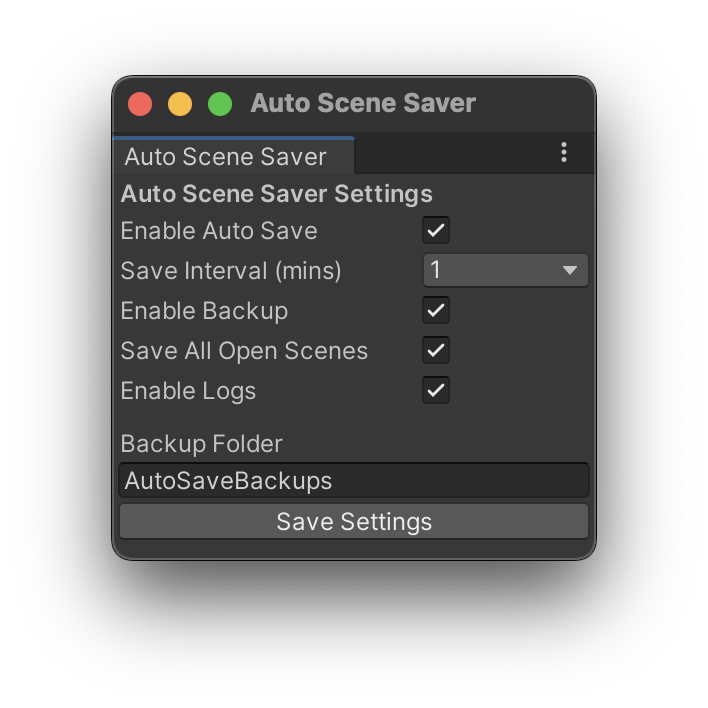 Auto Scene Saver
Auto Scene Saver
Auto Scene Saver Settings
Enable Auto Save
Save Interval (mins) 1
Enable Backup
Save All Open Scenes
Enable Logs
Backup Folder
AutoSaveBackups
Save Settings